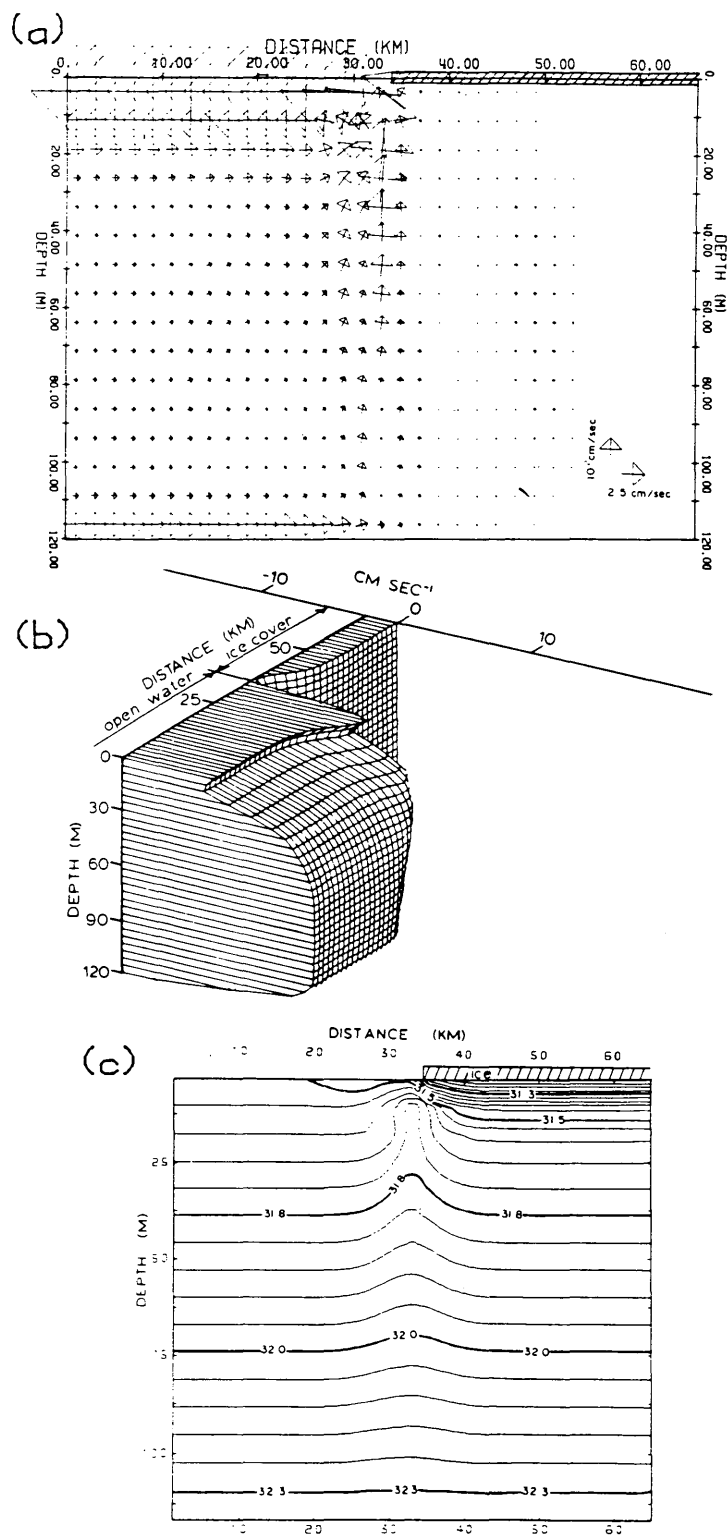 (a)
DISTANCE (KM)
0. 10.00 20.00 30.00 40.00 50.00 60.00
0. 20.00 40.00 60.00 80.00 100.00 120.00
DEPTH (M)
0. 20.00 40.00 60.00 80.00 100.00 120.00
DEPTH (M)
cm/sec
2.5 cm/sec
(b)
-10 CM SEC⁻¹ 0 10
DISTANCE (KM)
open water ice cover
25 50
0
30
60
90
120
DEPTH (M)
(c)
DISTANCE (KM)
10 20 30 40 50 60
ice
31.3
31.5
31.5
31.8 31.8 31.8
32.0 32.0 32.0
32.3 32.3 32.3
DEPTH (M)
25
10 20 30 40 50 60